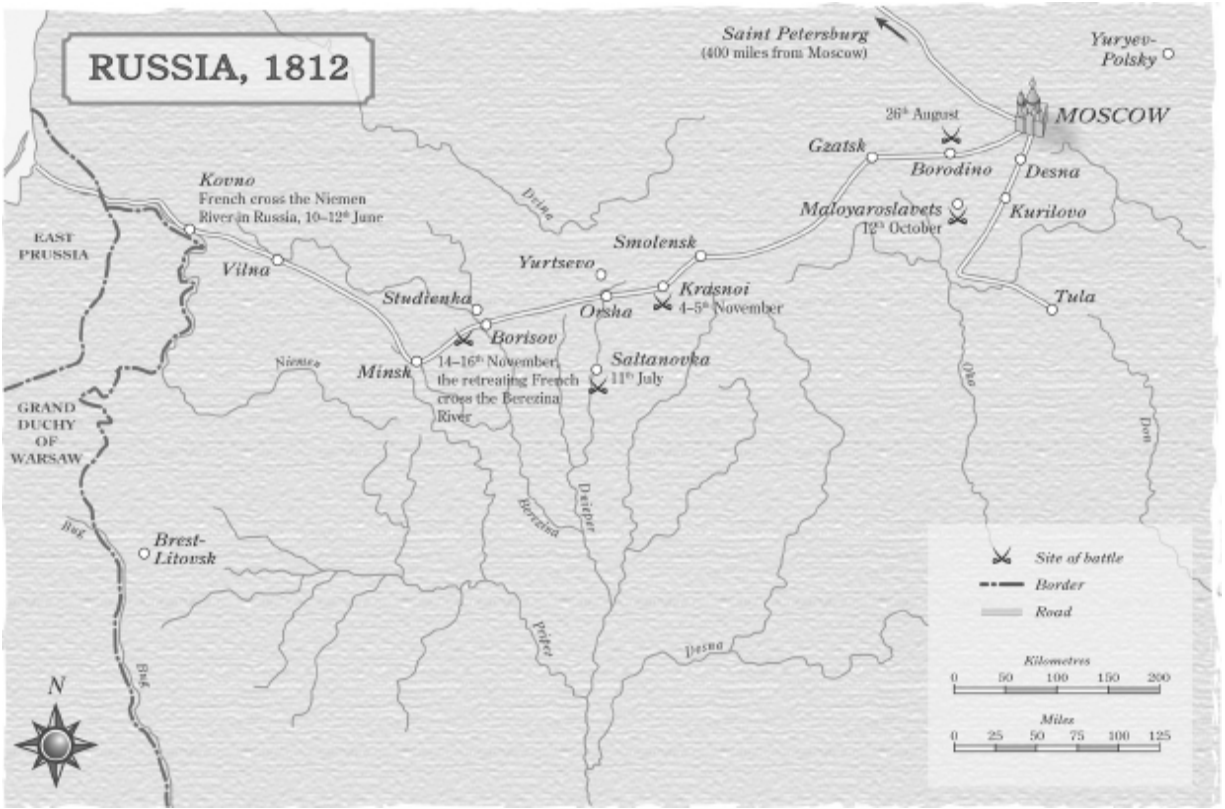 RUSSIA, 1812
Saint Petersburg
(400 miles from Moscow)
Yuryev-
Polsky
MOSCOW
26th August
Gzatsk
Borodino
Desna
Kurilovo
Maloyaroslavets
12th October
Tula
Kovno
French cross the Niemen
River in Russia, 10–12th June
EAST
PRUSSIA
Vilna
Dvina
Smolensk
Yurtsevo
Studienka
Orsha
Krasnoi
4–5th November
Borisov
Minsk
14–16th November,
the retreating French
cross the Berezina
River
Saltanovka
11th July
Niemen
GRAND
DUCHY
OF
WARSAW
Oka
Don
Berezina
Dnieper
Bug
Brest-
Litovsk
Bug
Pripet
Desna
N
Site of battle
Border
Road
Kilometres
0 50 100 150 200
Miles
0 25 50 75 100 125